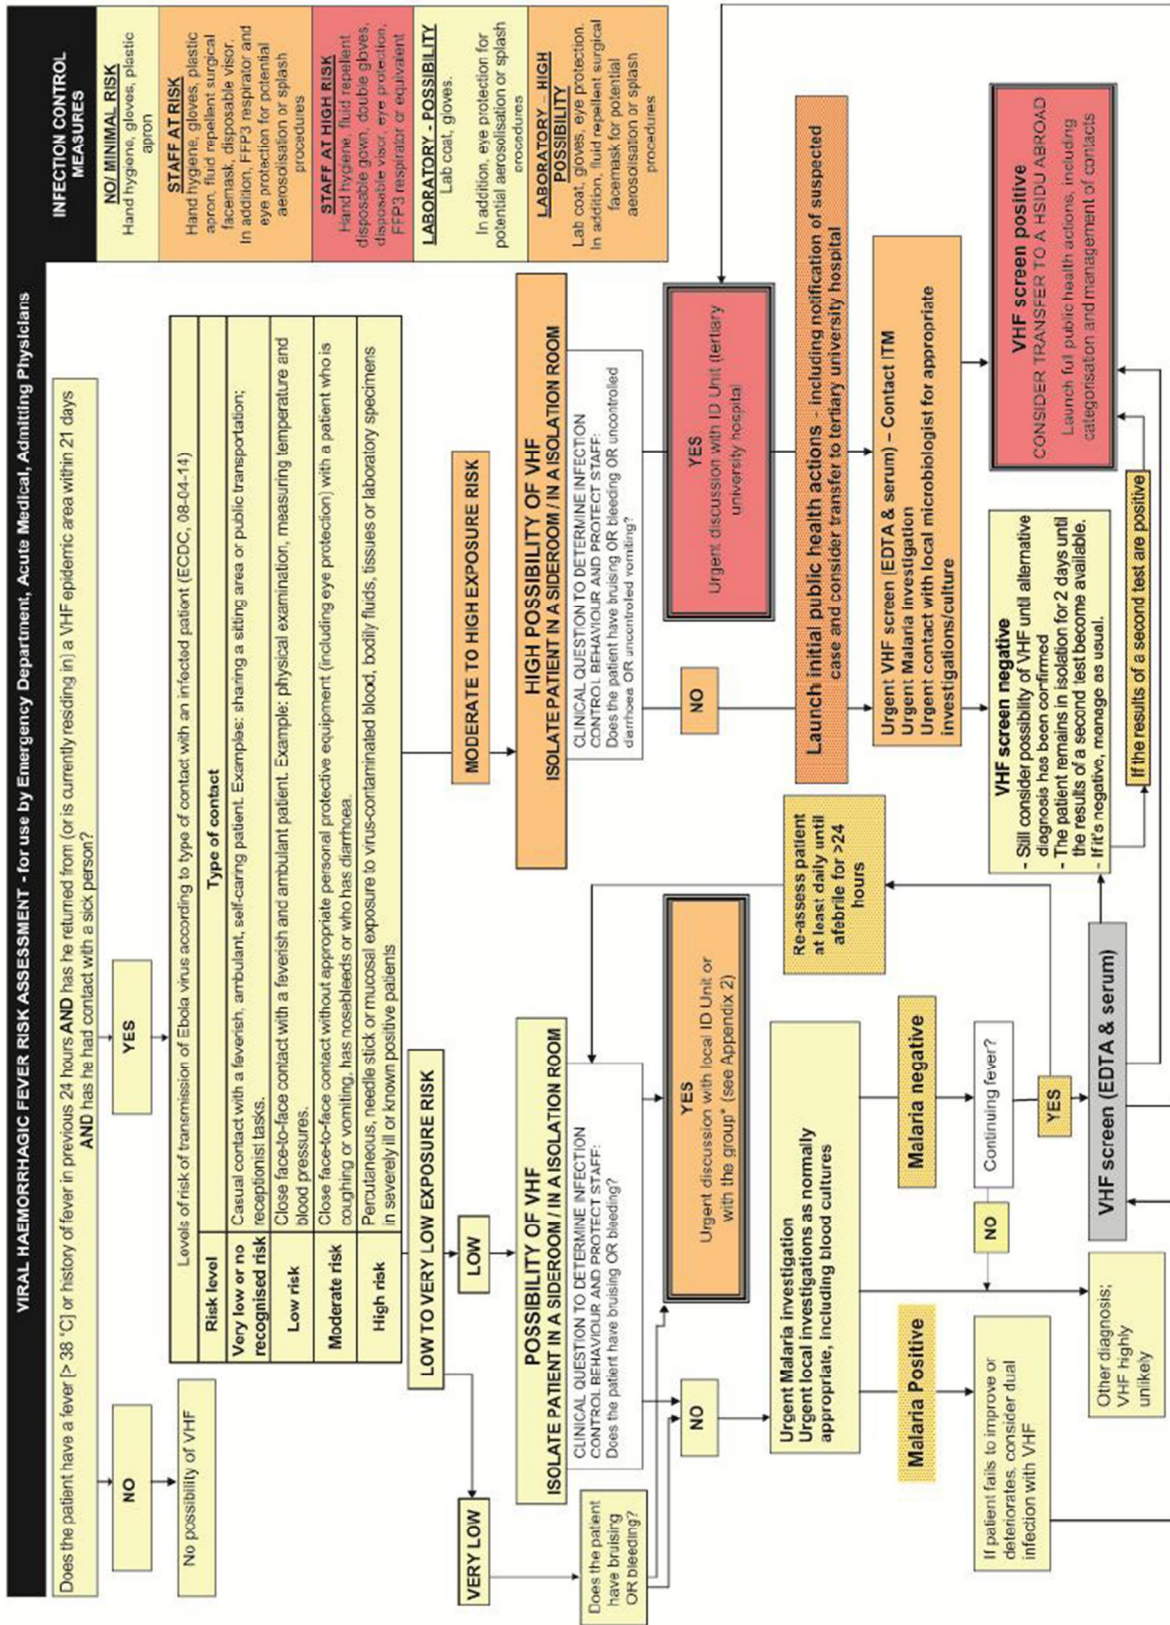 VIRAL HAEMORRHAGIC FEVER RISK ASSESSMENT - for use by Emergency Department, Acute Medical, Admitting Physicians
Does the patient have a fever [> 38 °C] or history of fever in previous 24 hours AND has he returned from (or is currently residing in) a VHF epidemic area within 21 days
AND has he had contact with a sick person?
NO
YES
No possibility of VHF
Levels of risk of transmission of Ebola virus according to type of contact with an infected patient (ECDC, 08-04-14)
Risk level
Type of contact
Very low or no
recognised risk
Casual contact with a feverish, ambulant, self-caring patient. Examples: sharing a sitting area or public transportation;
receptionist tasks.
Low risk
Close face-to-face contact with a feverish and ambulant patient. Example: physical examination, measuring temperature and
blood pressures.
Moderate risk
Close face-to-face contact without appropriate personal protective equipment (including eye protection) with a patient who is
coughing or vomiting, has nosebleeds or who has diarrhoea.
High risk
Percutaneous, needle stick or mucosal exposure to virus-contaminated blood, bodily fluids, tissues or laboratory specimens
in severely ill or known positive patients
INFECTION CONTROL
MEASURES
NO/ MINIMAL RISK
Hand hygiene, gloves, plastic
apron
STAFF AT RISK
Hand hygiene, gloves, plastic
apron, fluid repellent surgical
facemask, disposable visor.
In addition, FFP3 respirator and
eye protection for potential
aerosolisation or splash
procedures
STAFF AT HIGH RISK
Hand hygiene, fluid repellent
disposable gown, double gloves,
disposable visor, eye protection,
FFP3 respirator or equivalent
LABORATORY - POSSIBILITY
Lab coat, gloves.
In addition, eye protection for
potential aerosolisation or splash
procedures
LABORATORY – HIGH
POSSIBILITY
Lab coat, gloves, eye protection.
In addition, fluid repellent surgical
facemask for potential
aerosolisation or splash
procedures
LOW TO VERY LOW EXPOSURE RISK
MODERATE TO HIGH EXPOSURE RISK
VERY LOW
LOW
Does the patient
have bruising
OR bleeding?
POSSIBILITY OF VHF
ISOLATE PATIENT IN A SIDEROOM / IN A ISOLATION ROOM
CLINICAL QUESTION TO DETERMINE INFECTION
CONTROL BEHAVIOUR AND PROTECT STAFF:
Does the patient have bruising OR bleeding?
HIGH POSSIBILITY OF VHF
ISOLATE PATIENT IN A SIDEROOM / IN A ISOLATION ROOM
CLINICAL QUESTION TO DETERMINE INFECTION
CONTROL BEHAVIOUR AND PROTECT STAFF:
Does the patient have bruising OR bleeding OR uncontrolled
diarrhoea OR uncontroled vomiting?
NO
YES
Urgent discussion with local ID Unit or
with the group* (see Appendix 2)
NO
YES
Urgent discussion with ID Unit (tertiary
university hospital
Urgent Malaria investigation
Urgent local investigations as normally
appropriate, including blood cultures
Re-assess patient
at least daily until
afebrile for >24
hours
Launch initial public health actions - including notification of suspected
case and consider transfer to tertiary university hospital
Urgent VHF screen (EDTA & serum) – Contact ITM
Urgent Malaria investigation
Urgent contact with local microbiologist for appropriate
investigations/culture
Malaria Positive
Malaria negative
If patient fails to improve or
deteriorates, consider dual
infection with VHF
NO
Continuing fever?
YES
Other diagnosis;
VHF highly
unlikely
VHF screen (EDTA & serum)
VHF screen negative
- Still consider possibility of VHF until alternative
diagnosis has been confirmed
- The patient remains in isolation for 2 days until
the results of a second test become available.
- If it's negative, manage as usual.
If the results of a second test are positive
VHF screen positive
CONSIDER TRANSFER TO A HSIDU ABROAD
Launch full public health actions, including
categorisation and management of contacts